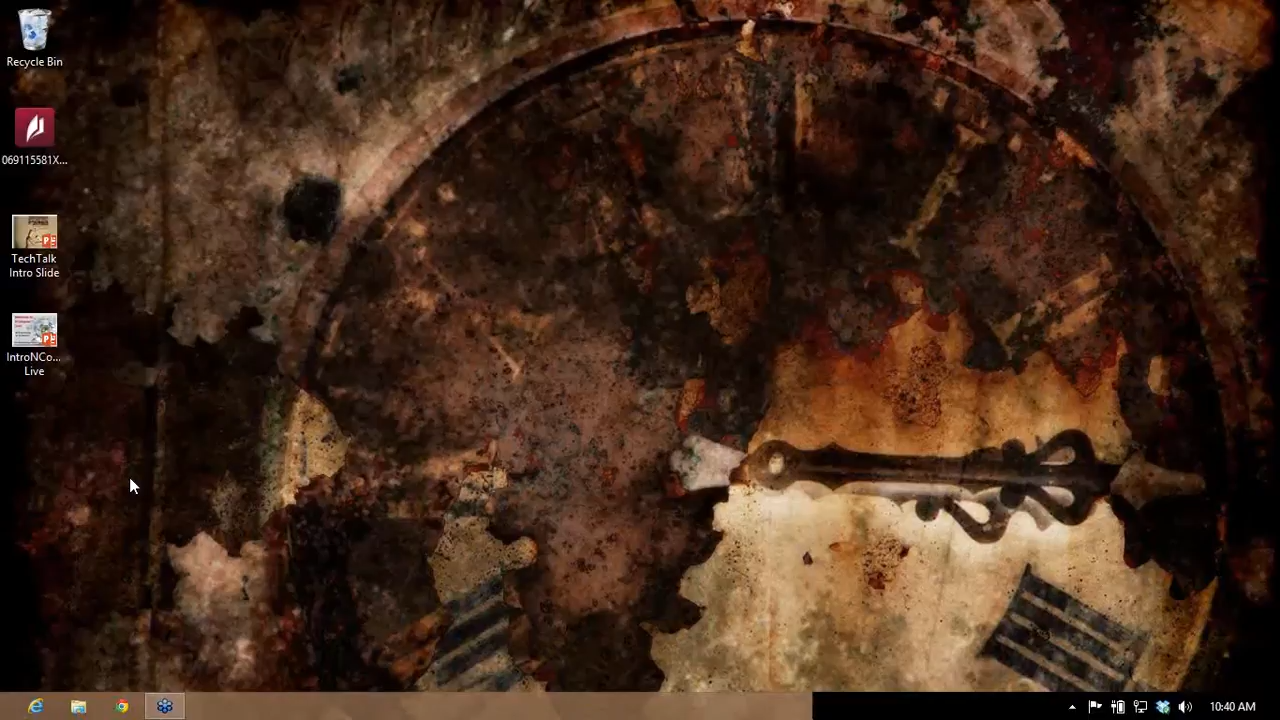 Recycle Bin
069115581X...
TechTalk
Intro Slide
IntroNCo...
Live
10:40 AM